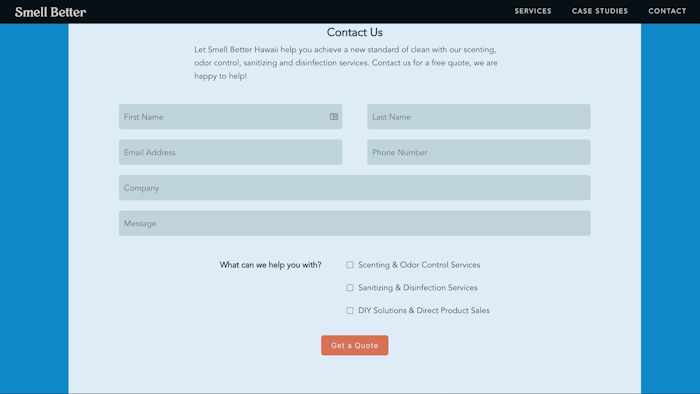 Smell Better
SERVICES
CASE STUDIES
CONTACT
Contact Us
Let Smell Better Hawaii help you achieve a new standard of clean with our scenting,
odor control, sanitizing and disinfection services. Contact us for a free quote, we are
happy to help!
First Name
Last Name
Email Address
Phone Number
Company
Message
What can we help you with?
Scenting & Odor Control Services
Sanitizing & Disinfection Services
DIY Solutions & Direct Product Sales
Get a Quote